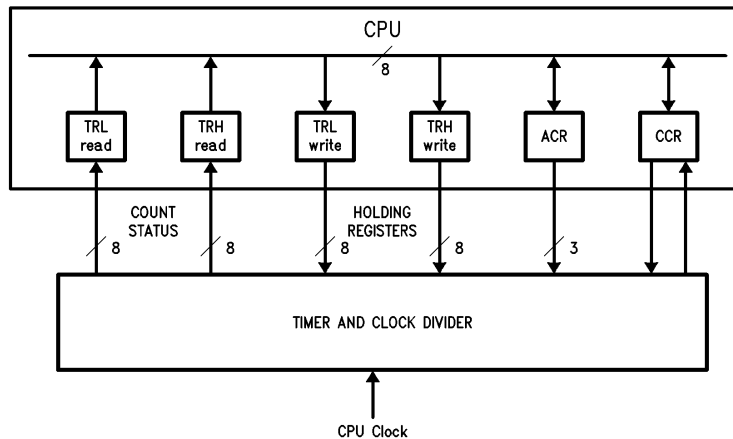 CPU
8
TRL
read
TRH
read
TRL
write
TRH
write
ACR
CCR
COUNT
STATUS
HOLDING
REGISTERS
8
8
8
8
3
TIMER AND CLOCK DIVIDER
CPU Clock